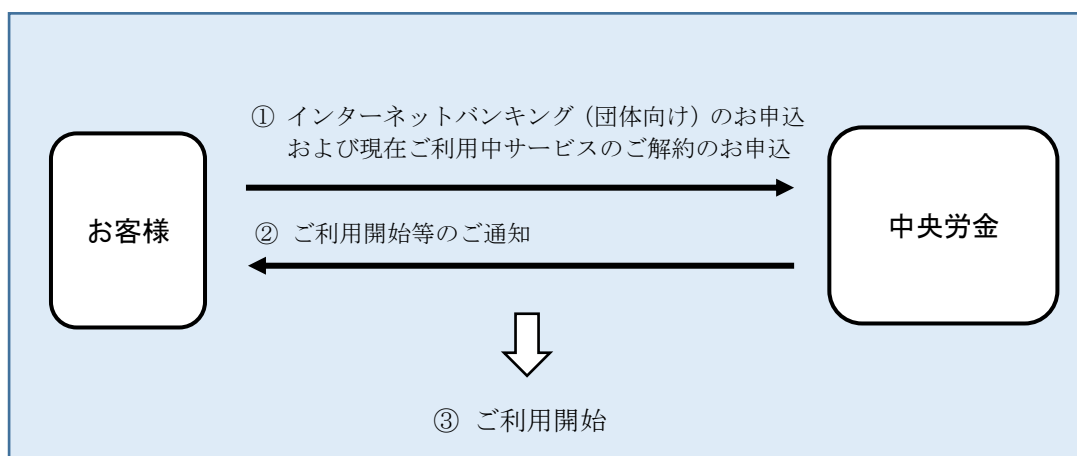 ① インターネットバンキング（団体向け）のお申込
および現在ご利用中サービスのご解約のお申込
お客様
中央労金
② ご利用開始等のご通知
③ ご利用開始